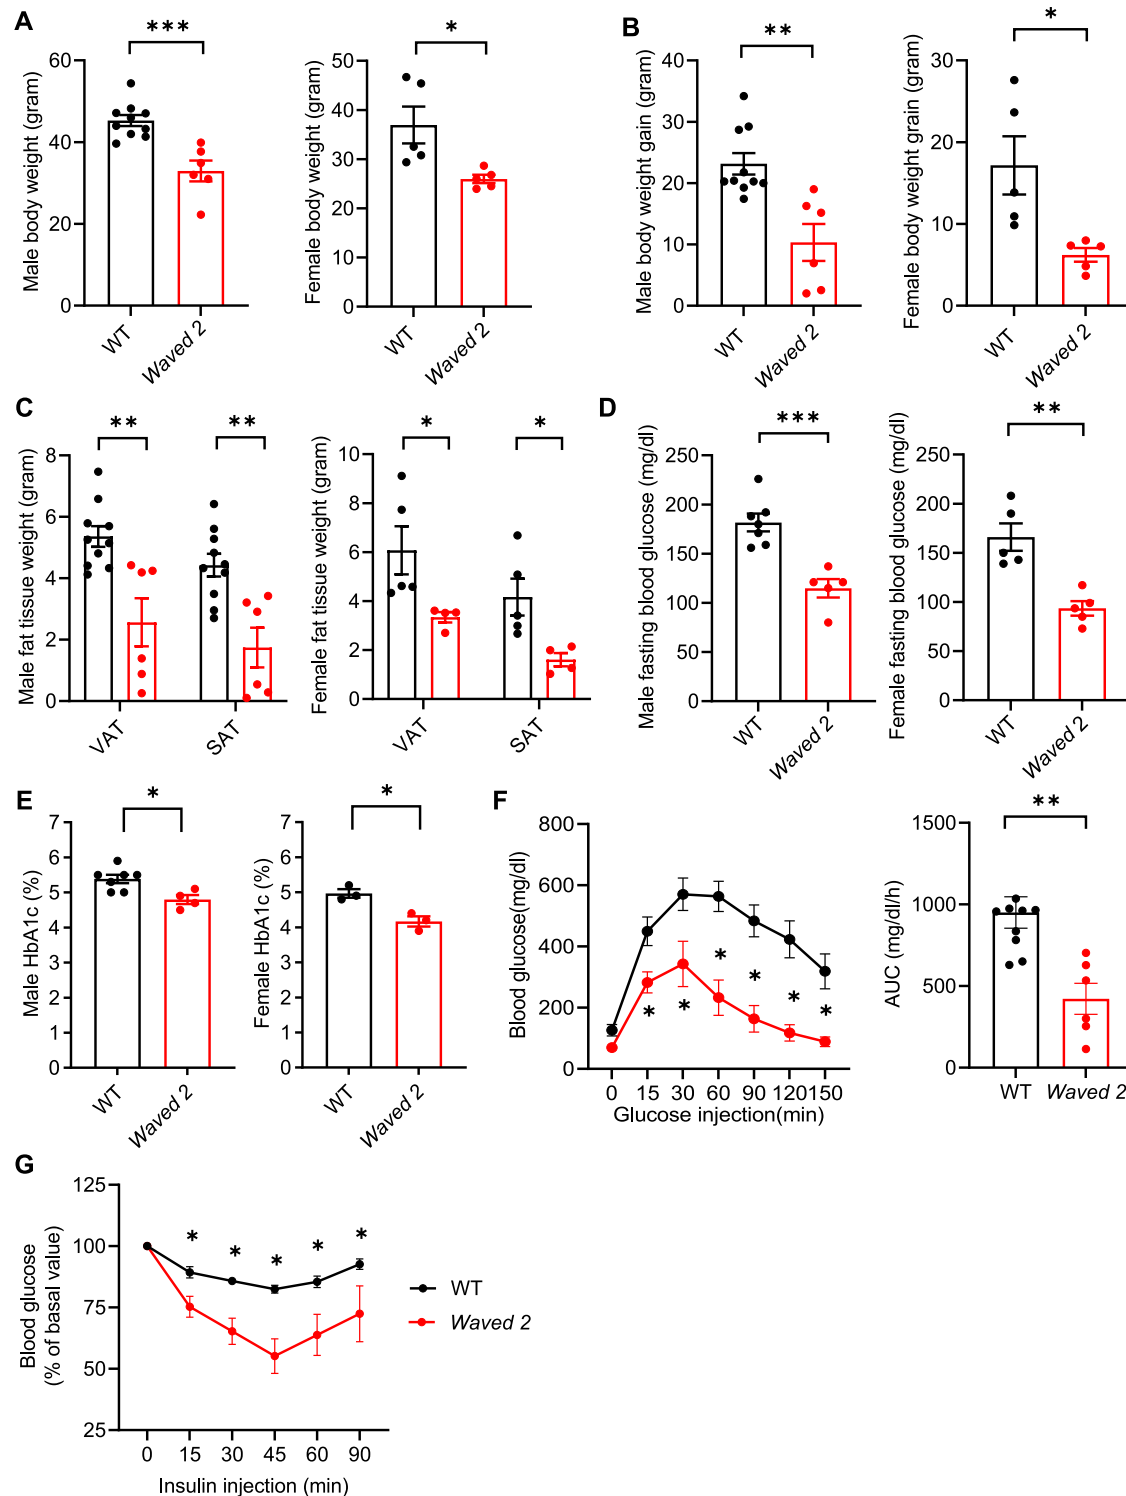 A
***
Male body weight (gram)
60
40
20
0
WT
Waved 2
*
Female body weight (gram)
50
40
30
20
10
0
WT
Waved 2
B
**
Male body weight gain (gram)
40
30
20
10
0
WT
Waved 2
*
Female body weight grain (gram)
30
20
10
0
WT
Waved 2
C
**
**
Male fat tissue weight (gram)
8
6
4
2
0
VAT
SAT
*
*
Female fat tissue weight (gram)
10
8
6
4
2
0
VAT
SAT
D
***
Male fasting blood glucose (mg/dl)
250
200
150
100
50
0
WT
Waved 2
**
Female fasting blood glucose (mg/dl)
250
200
150
100
50
0
WT
Waved 2
E
*
Male HbA1c (%)
7
6
5
4
3
2
1
0
WT
Waved 2
*
Female HbA1c (%)
7
6
5
4
3
2
1
0
WT
Waved 2
F
Blood glucose(mg/dl)
800
600
400
200
0
* * * * * *
0 15 30 60 90 120 150
Glucose injection(min)
**
AUC (mg/dl/h)
1500
1000
500
0
WT Waved 2
G
Blood glucose
(% of basal value)
125
100
75
50
25
* * * * *
0 15 30 45 60 90
Insulin injection (min)
WT
Waved 2